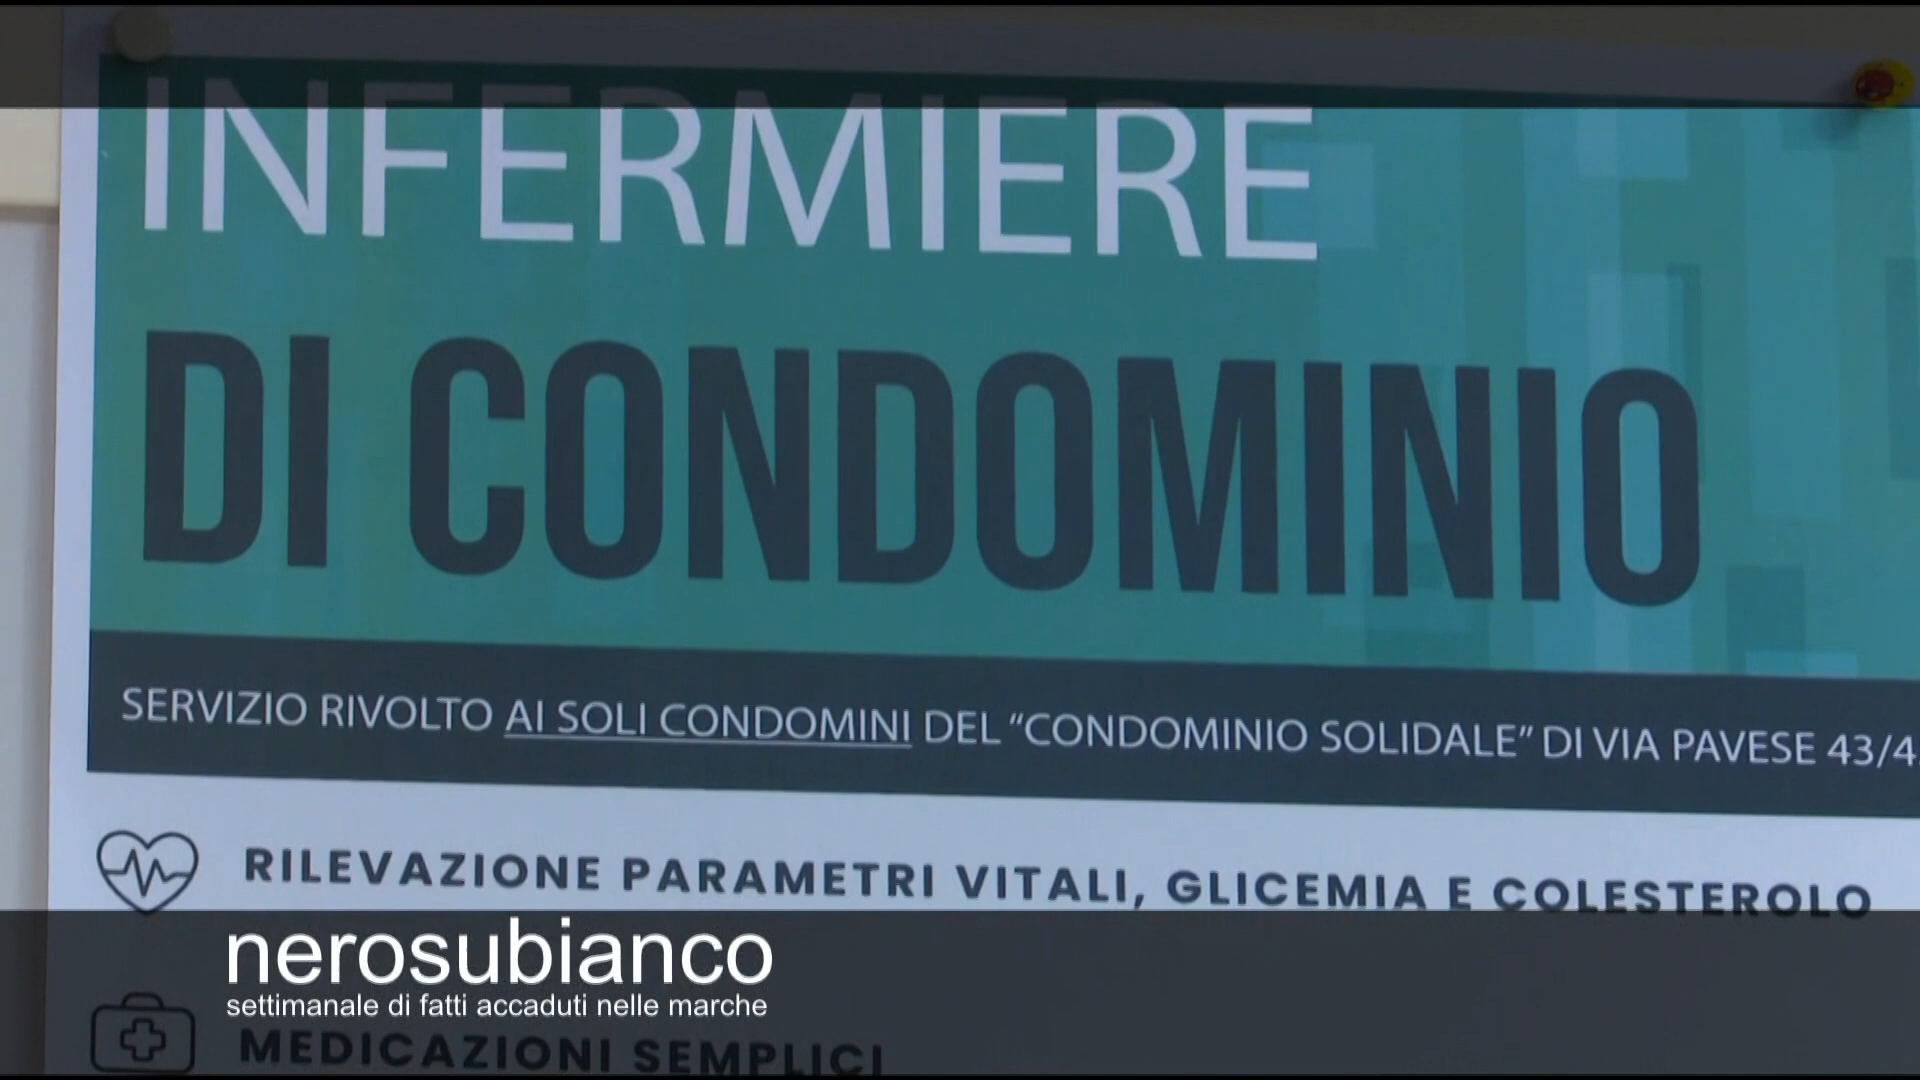 INFERMIERE
DI CONDOMINIO
SERVIZIO RIVOLTO AI SOLI CONDOMINI DEL “CONDOMINIO SOLIDALE” DI VIA PAVESE
RILEVAZIONE PARAMETRI VITALI, GLICEMIA E COLESTEROLO
nerosubianco
settimanale di fatti accaduti nelle marche
MEDICAZIONI SEMPLICI